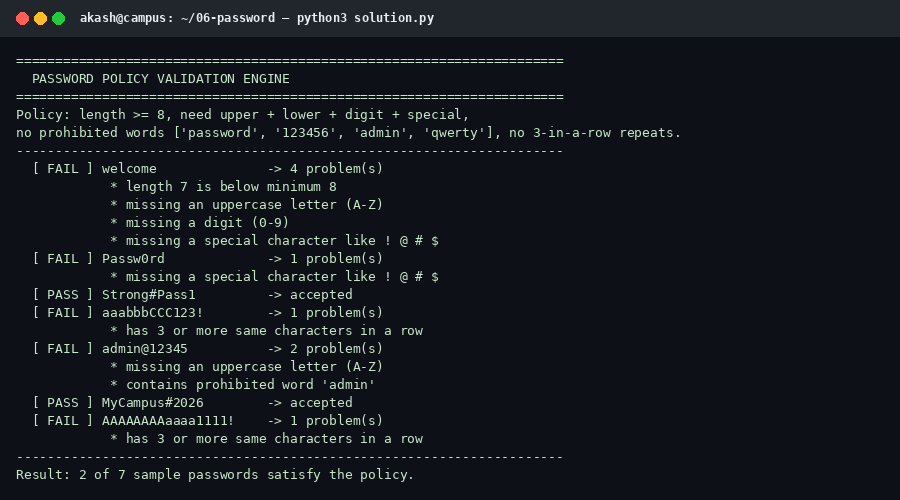 akash@campus: ~/06-password — python3 solution.py
======================================================================
  PASSWORD POLICY VALIDATION ENGINE
======================================================================
Policy: length >= 8, need upper + lower + digit + special,
no prohibited words ['password', '123456', 'admin', 'qwerty'], no 3-in-a-row repeats.
----------------------------------------------------------------------
  [ FAIL ] welcome              -> 4 problem(s)
            * length 7 is below minimum 8
            * missing an uppercase letter (A-Z)
            * missing a digit (0-9)
            * missing a special character like ! @ # $
  [ FAIL ] Passw0rd             -> 1 problem(s)
            * missing a special character like ! @ # $
  [ PASS ] Strong#Pass1         -> accepted
  [ FAIL ] aaabbbCCC123!        -> 1 problem(s)
            * has 3 or more same characters in a row
  [ FAIL ] admin@12345          -> 2 problem(s)
            * missing an uppercase letter (A-Z)
            * contains prohibited word 'admin'
  [ PASS ] MyCampus#2026        -> accepted
  [ FAIL ] AAAAAAAAaaaa1111!    -> 1 problem(s)
            * has 3 or more same characters in a row
----------------------------------------------------------------------
Result: 2 of 7 sample passwords satisfy the policy.